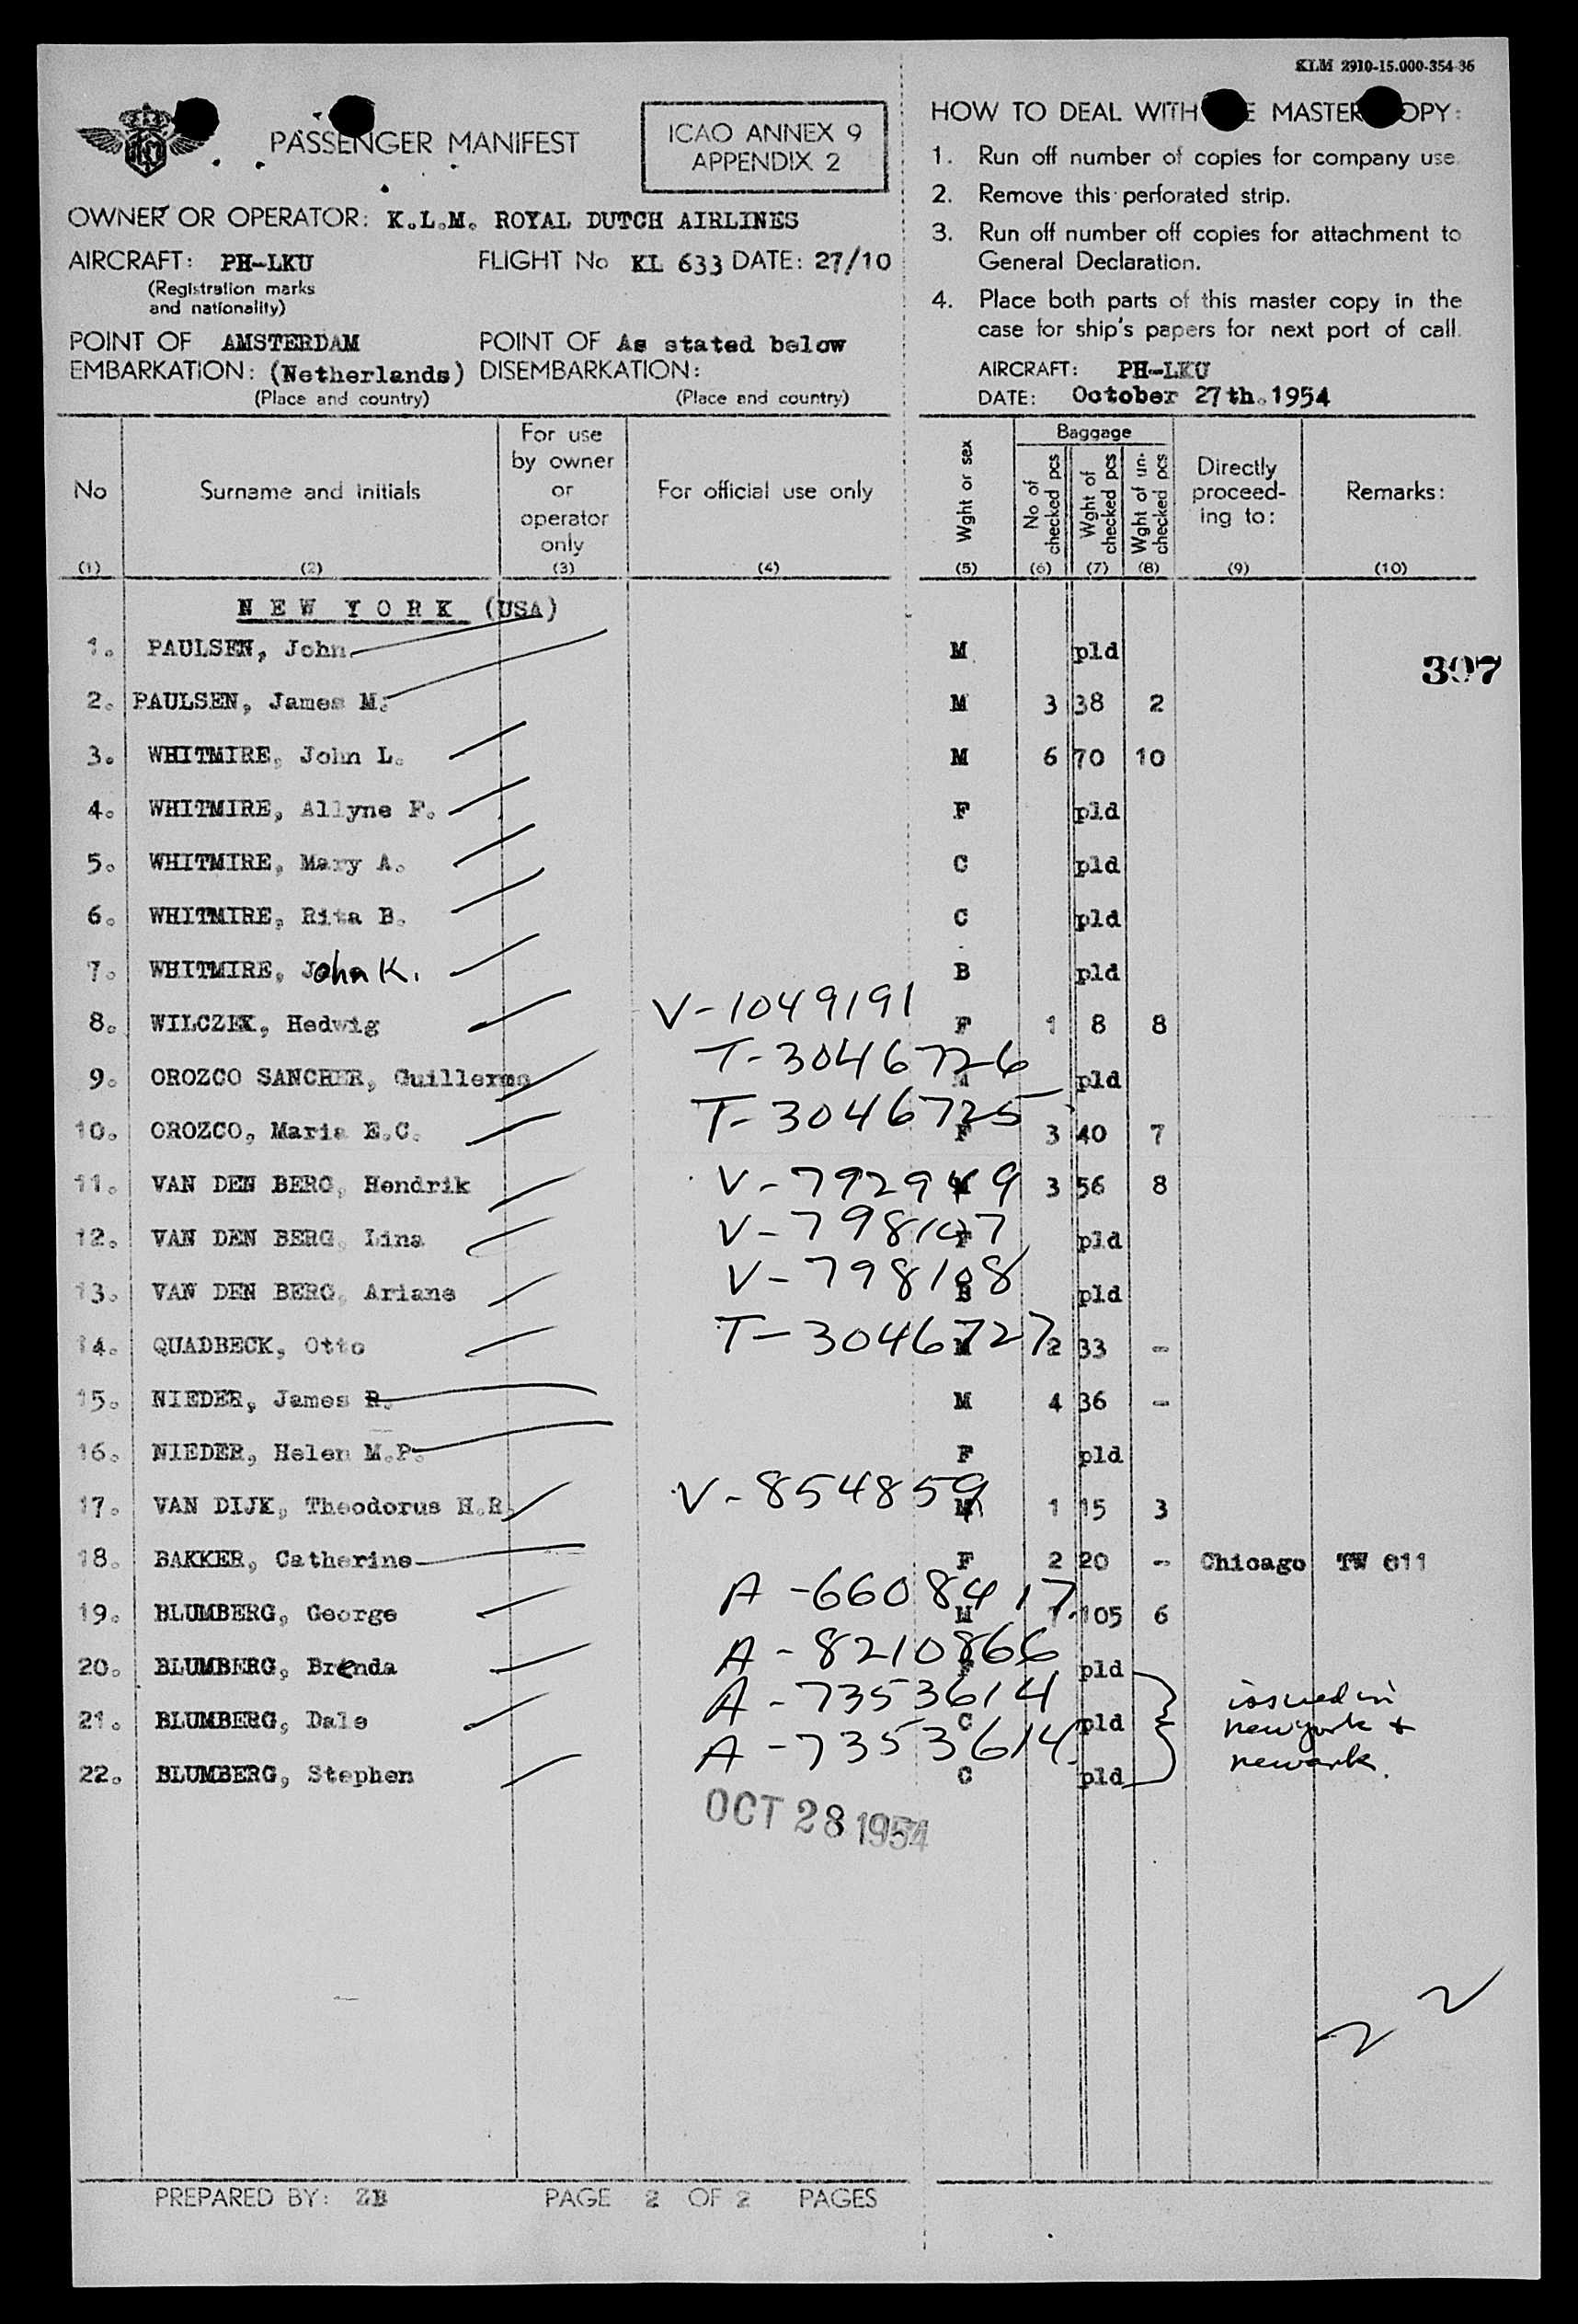 KLM 2910-15.000-354-36
PASSENGER MANIFEST
ICAO ANNEX 9
APPENDIX 2
OWNER OR OPERATOR: K.L.M. ROYAL DUTCH AIRLINES
AIRCRAFT: PH-LKU FLIGHT No KL 633 DATE: 27/10
(Registration marks
and nationality)
POINT OF AMSTERDAM POINT OF As stated below
EMBARKATION: (Netherlands) DISEMBARKATION:
(Place and country) (Place and country)
HOW TO DEAL WITH MASTER COPY:
1. Run off number of copies for company use.
2. Remove this perforated strip.
3. Run off number off copies for attachment to
General Declaration.
4. Place both parts of this master copy in the
case for ship's papers for next port of call.
AIRCRAFT: PH-LKU
DATE: October 27th.1954
No Surname and initials For use by owner or operator only For official use only Wght or sex Baggage No of checked pcs Wght of checked pcs Wght of un-checked pcs Directly proceed-ing to: Remarks:
(1) (2) (3) (4) (5) (6) (7) (8) (9) (10)
NEW YORK (USA)
1. PAULSEN, John M pld
307
2. PAULSEN, James M. M 3 38 2
3. WHITMIRE, John L. M 6 70 10
4. WHITMIRE, Allyne F. F pld
5. WHITMIRE, Mary A. C pld
6. WHITMIRE, Rita B. C pld
7. WHITMIRE, John K. B pld
8. WILCZEK, Hedwig V-1049191 F 1 8 8
9. OROZCO SANCHER, Guillermo T-3046726 M pld
10. OROZCO, Maria E.C. T-3046725 F 3 40 7
11. VAN DEN BERG, Hendrik V-792949 M 3 56 8
12. VAN DEN BERG, Lina V-798107 F pld
13. VAN DEN BERG, Ariane V-798108 B pld
14. QUADBECK, Otto T-3046727 M 2 33 -
15. NIEDER, James R. M 4 36 -
16. NIEDER, Helen M.P. F pld
17. VAN DIJK, Theodorus H.R. V-854859 M 1 15 3
18. BAKKER, Catherine F 2 20 - Chicago TW 611
19. BLUMBERG, George A-6608417 M 7 105 6
20. BLUMBERG, Brenda A-8210866 F pld
21. BLUMBERG, Dale A-7353614 C pld
22. BLUMBERG, Stephen A-7353614 C pld
issued in
new york +
newark.
OCT 28 1954
2 2
PREPARED BY: ZB PAGE 2 OF 2 PAGES